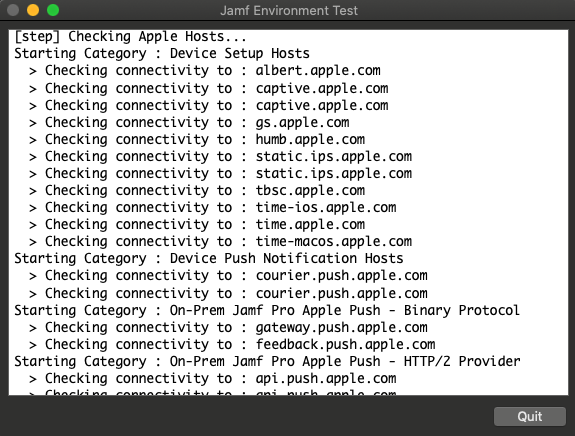 Jamf Environment Test
[step] Checking Apple Hosts...
Starting Category : Device Setup Hosts
> Checking connectivity to : albert.apple.com
> Checking connectivity to : captive.apple.com
> Checking connectivity to : captive.apple.com
> Checking connectivity to : gs.apple.com
> Checking connectivity to : humb.apple.com
> Checking connectivity to : static.ips.apple.com
> Checking connectivity to : static.ips.apple.com
> Checking connectivity to : tbsc.apple.com
> Checking connectivity to : time-ios.apple.com
> Checking connectivity to : time.apple.com
> Checking connectivity to : time-macos.apple.com
Starting Category : Device Push Notification Hosts
> Checking connectivity to : courier.push.apple.com
> Checking connectivity to : courier.push.apple.com
Starting Category : On-Prem Jamf Pro Apple Push - Binary Protocol
> Checking connectivity to : gateway.push.apple.com
> Checking connectivity to : feedback.push.apple.com
Starting Category : On-Prem Jamf Pro Apple Push - HTTP/2 Provider
> Checking connectivity to : api.push.apple.com
> Checking connectivity to : api.push.apple.com
Quit